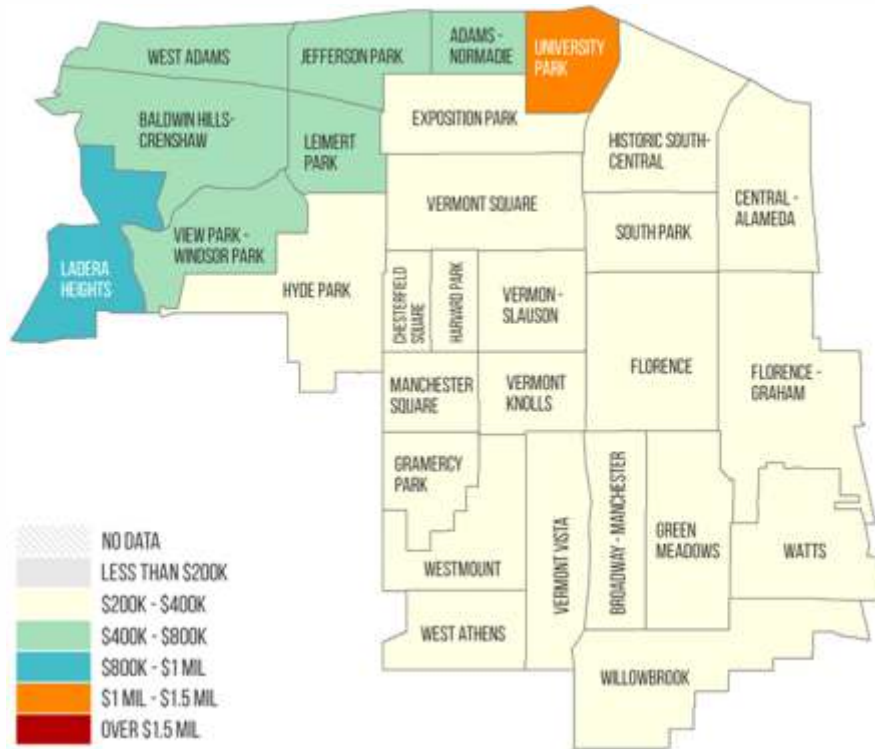 WEST ADAMS
JEFFERSON PARK
ADAMS -
NORMADIE
UNIVERSITY
PARK
BALDWIN HILLS-
CRENSHAW
LEIMERT
PARK
EXPOSITION PARK
HISTORIC SOUTH-
CENTRAL
VERMONT SQUARE
CENTRAL -
ALAMEDA
VIEW PARK -
WINDSOR PARK
SOUTH PARK
LADERA
HEIGHTS
HYDE PARK
CHESTERFIELD
SQUARE
HARVARD PARK
VERMON -
SLAUSON
FLORENCE
FLORENCE -
GRAHAM
MANCHESTER
SQUARE
VERMONT
KNOLLS
GRAMERCY
PARK
WESTMOUNT
VERMONT VISTA
BROADWAY - MANCHESTER
GREEN
MEADOWS
WATTS
WEST ATHENS
WILLOWBROOK
NO DATA
LESS THAN $200K
$200K - $400K
$400K - $800K
$800K - $1 MIL
$1 MIL - $1.5 MIL
OVER $1.5 MIL